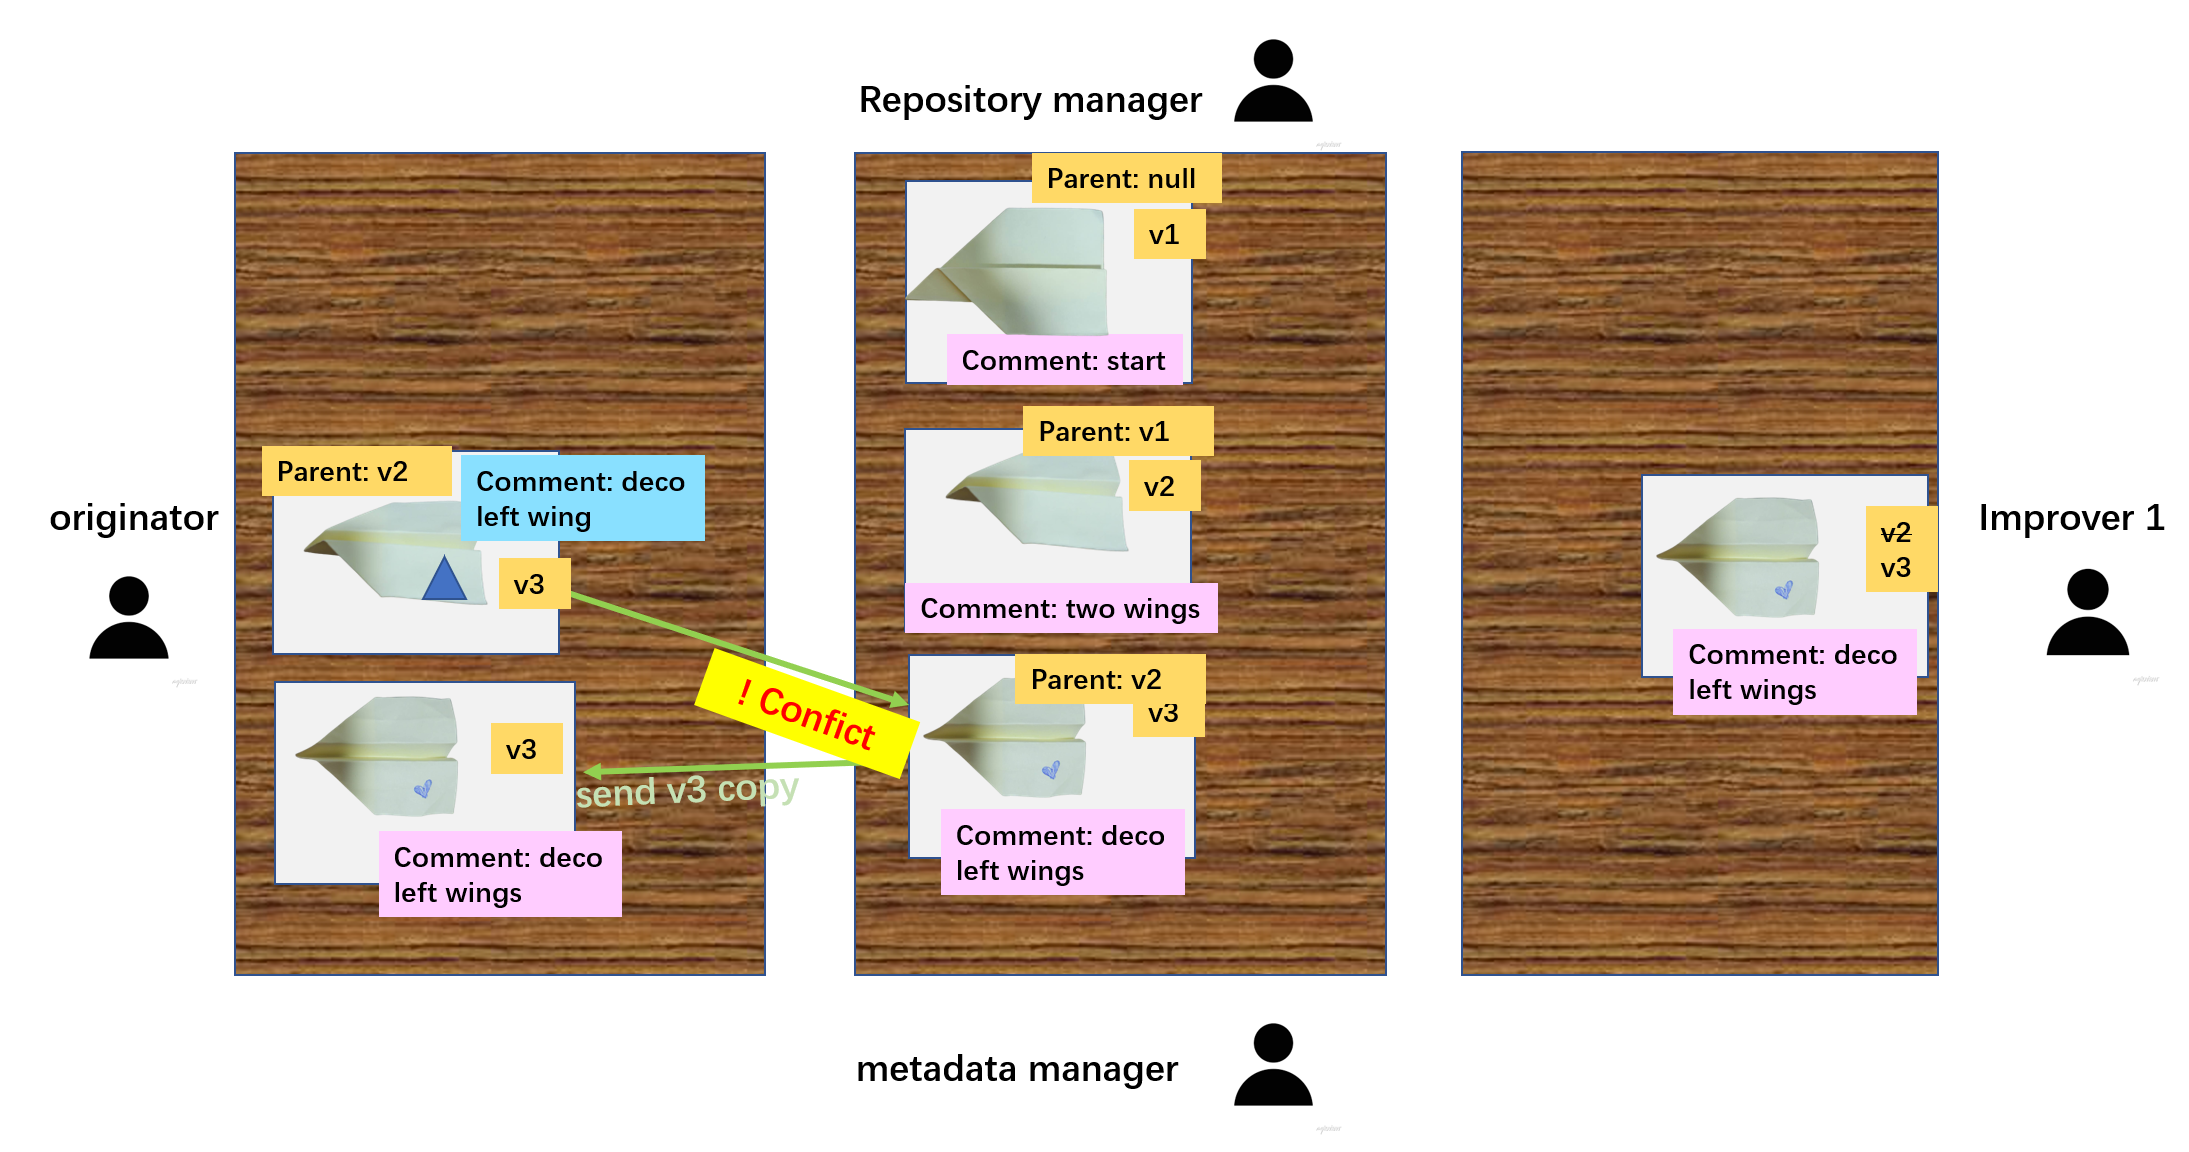 Repository manager
originator
Parent: v2
Comment: deco
left wing
v3
v3
Comment: deco
left wings
! Confict
send v3 copy
Parent: null
v1
Comment: start
Parent: v1
v2
Comment: two wings
Parent: v2
v3
Comment: deco
left wings
v2
v3
Comment: deco
left wings
Improver 1
metadata manager